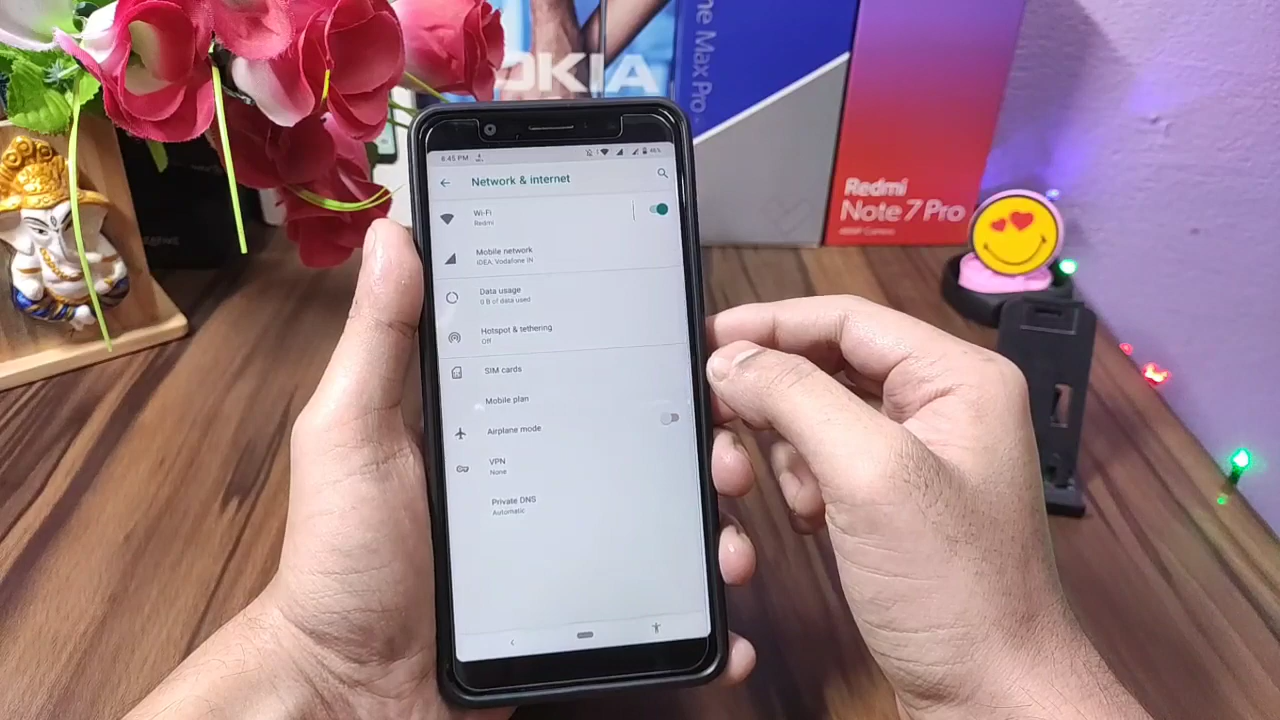 OKIA
ne Max Pro
Redmi
Note 7 Pro
6:45 PM
46%
Network & internet
Wi-Fi
Redmi
Mobile network
IDEA, Vodafone IN
Data usage
0 B of data used
Hotspot & tethering
Off
SIM cards
Mobile plan
Airplane mode
VPN
None
Private DNS
Automatic